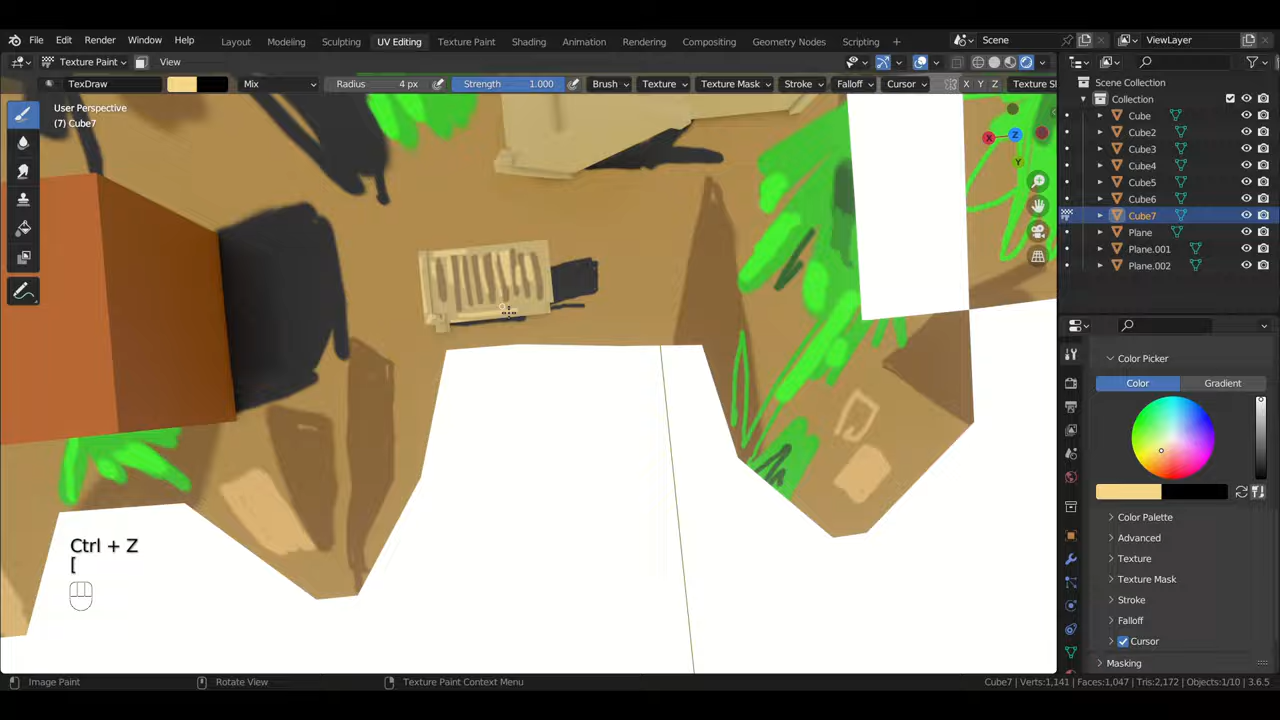 File Edit Render Window Help Layout Modeling Sculpting UV Editing Texture Paint Shading Animation Rendering Compositing Geometry Nodes Scripting + Scene ViewLayer
Texture Paint View
TexDraw Mix Radius 4 px Strength 1.000 Brush Texture Texture Mask Stroke Falloff Cursor X Y Texture Sl
User Perspective
(7) Cube7
X
Z
Y
Scene Collection
Collection
Cube
Cube2
Cube3
Cube4
Cube5
Cube6
Cube7
Plane
Plane.001
Plane.002
Color Picker
Color Gradient
Color Palette
Advanced
Texture
Texture Mask
Stroke
Falloff
Cursor
Masking
Ctrl + Z
[
Image Paint Rotate View Texture Paint Context Menu Cube7 | Verts:1,141 | Faces:1,047 | Tris:2,172 | Objects:1/10 | 3.6.5